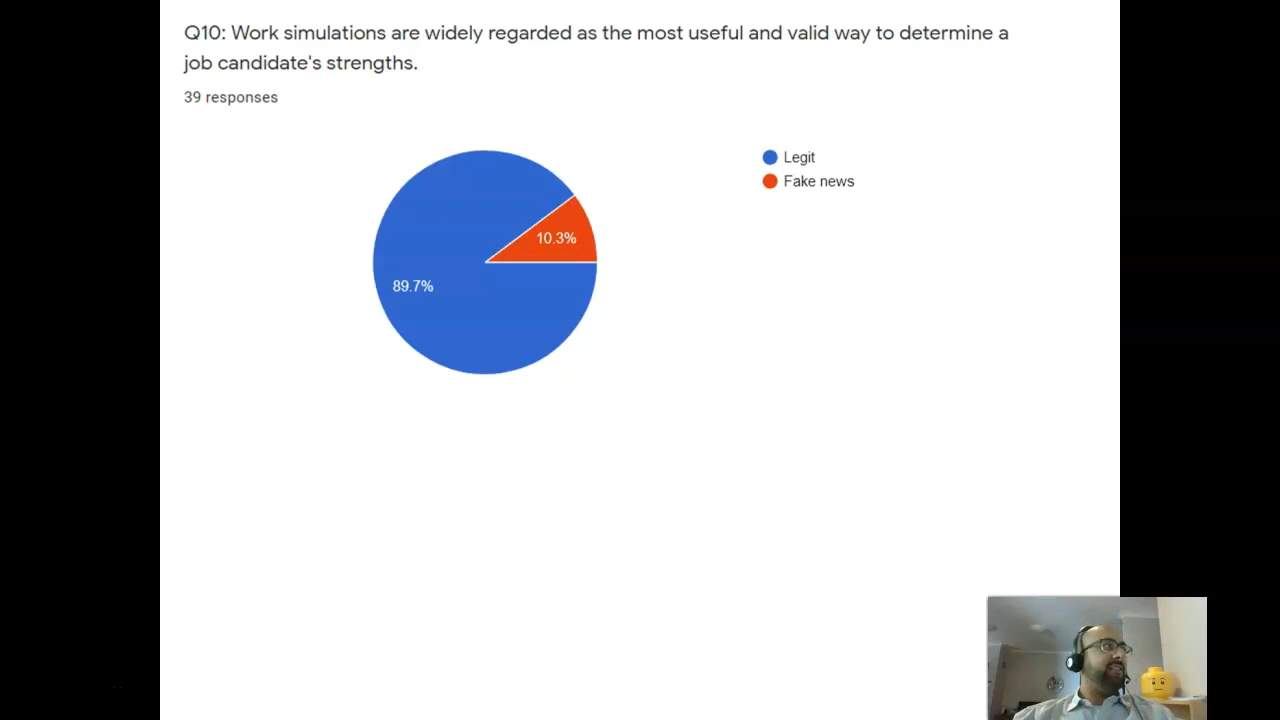 Q10: Work simulations are widely regarded as the most useful and valid way to determine a
job candidate's strengths.
39 responses
Legit
Fake news
10.3%
89.7%